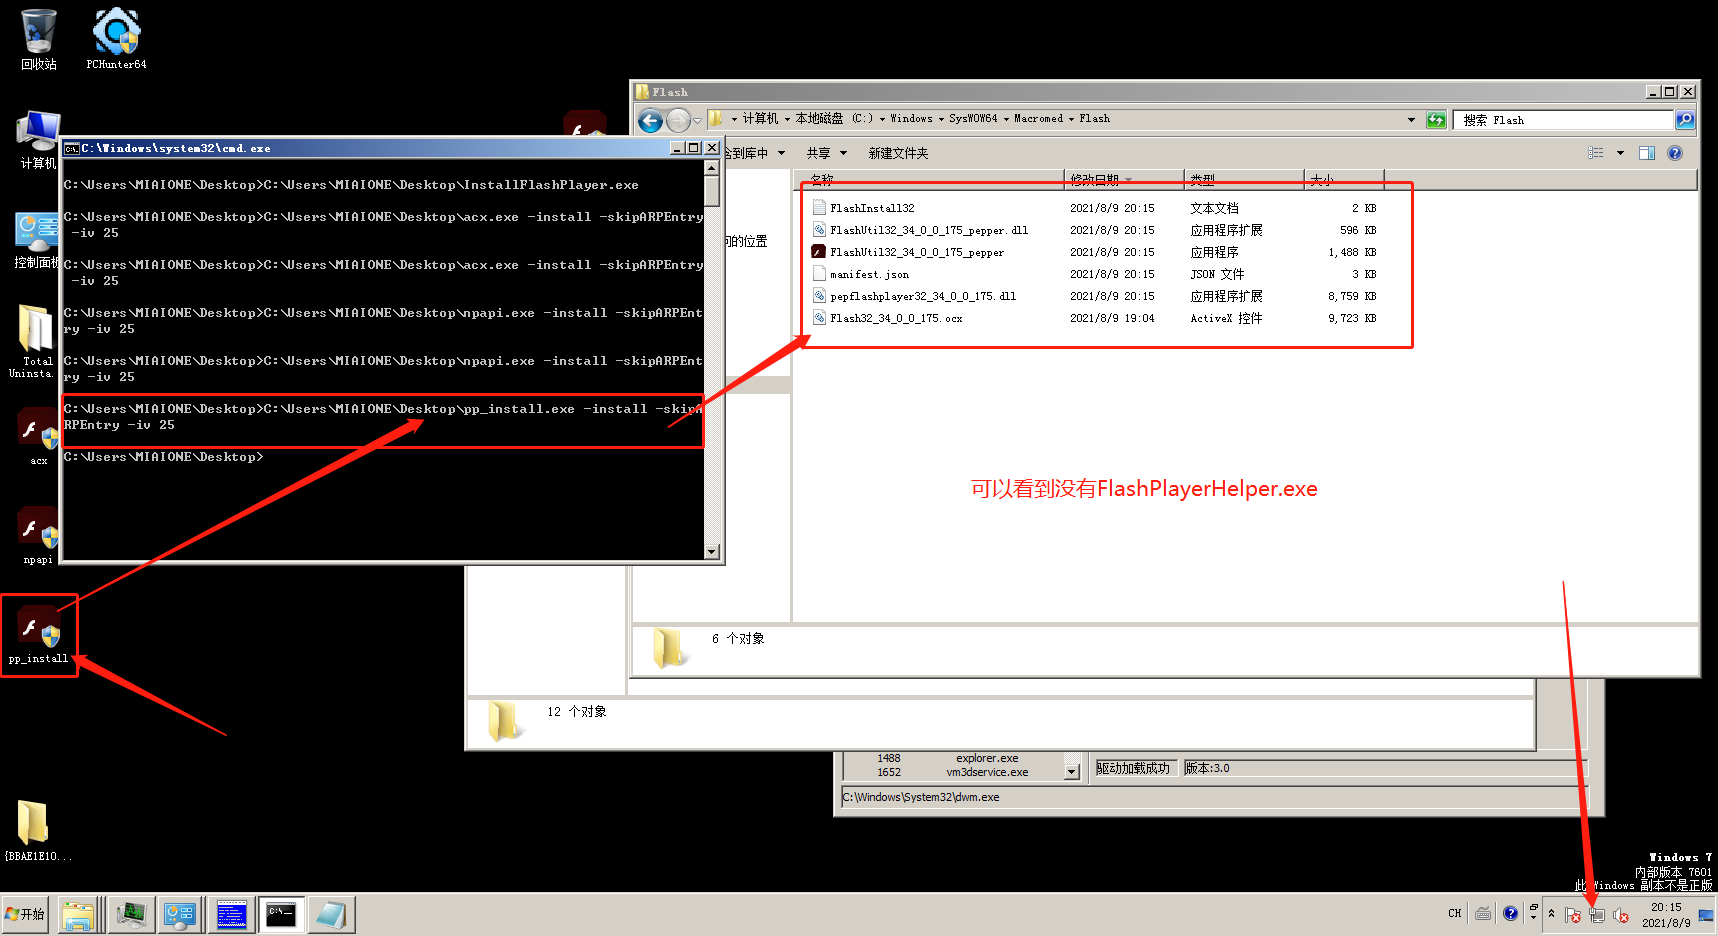 回收站
PCHunter64
计算机
控制面板
Total
Uninsta.
acx
npapi
pp_install
{BBAE1E10...
C:\Windows\system32\cmd.exe
C:\Users\MIAIONE\Desktop>C:\Users\MIAIONE\Desktop\InstallFlashPlayer.exe
C:\Users\MIAIONE\Desktop>C:\Users\MIAIONE\Desktop\acx.exe -install -skipARPEntry
-iv 25
C:\Users\MIAIONE\Desktop>C:\Users\MIAIONE\Desktop\acx.exe -install -skipARPEntry
-iv 25
C:\Users\MIAIONE\Desktop>C:\Users\MIAIONE\Desktop\npapi.exe -install -skipARPEnt
ry -iv 25
C:\Users\MIAIONE\Desktop>C:\Users\MIAIONE\Desktop\npapi.exe -install -skipARPEnt
ry -iv 25
C:\Users\MIAIONE\Desktop>C:\Users\MIAIONE\Desktop\pp_install.exe -install -skipA
RPEntry -iv 25
C:\Users\MIAIONE\Desktop>
Flash
计算机 本地磁盘 (C:) Windows SysWOW64 Macromed Flash
搜索 Flash
含到库中 共享 新建文件夹
问的位置
名称 修改日期 类型 大小
FlashInstall32 2021/8/9 20:15 文本文档 2 KB
FlashUtil32_34_0_0_175_pepper.dll 2021/8/9 20:15 应用程序扩展 596 KB
FlashUtil32_34_0_0_175_pepper 2021/8/9 20:15 应用程序 1,488 KB
manifest.json 2021/8/9 20:15 JSON 文件 3 KB
pepflashplayer32_34_0_0_175.dll 2021/8/9 20:15 应用程序扩展 8,759 KB
Flash32_34_0_0_175.ocx 2021/8/9 19:04 ActiveX 控件 9,723 KB
可以看到没有FlashPlayerHelper.exe
6 个对象
12 个对象
1488 explorer.exe
1652 vm3dservice.exe
驱动加载成功 版本:3.0
C:\Windows\System32\dwm.exe
Windows 7
内部版本 7601
此 Windows 副本不是正版
开始
C:\_
CH
20:15
2021/8/9